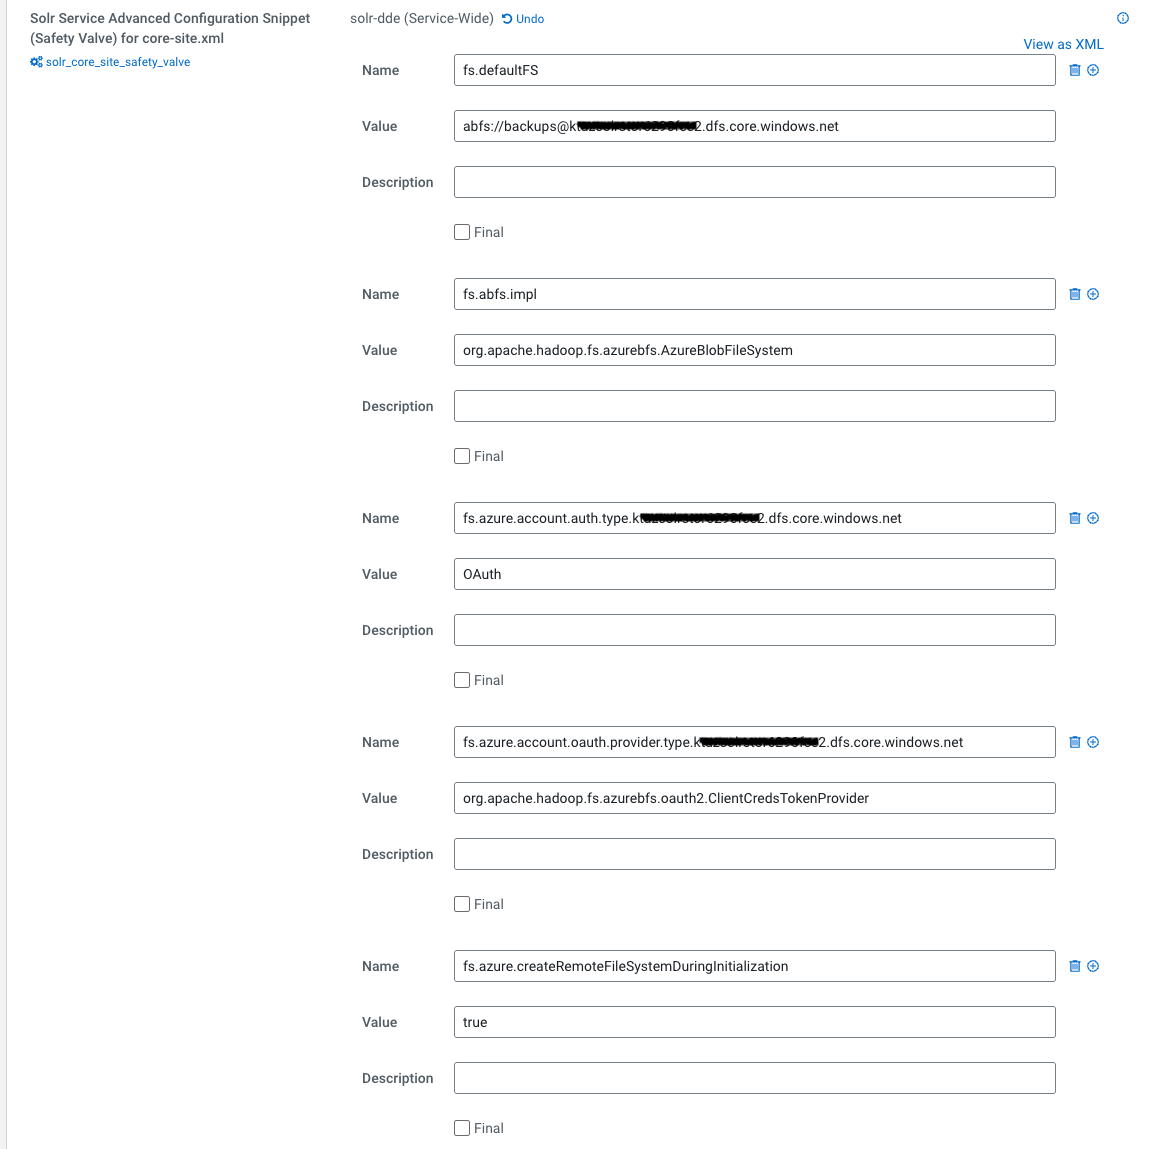 Solr Service Advanced Configuration Snippet
(Safety Valve) for core-site.xml
solr_core_site_safety_valve
solr-dde (Service-Wide) Undo
View as XML
Name fs.defaultFS
Value abfs://backups@k 2.dfs.core.windows.net
Description
Final
Name fs.abfs.impl
Value org.apache.hadoop.fs.azurebfs.AzureBlobFileSystem
Description
Final
Name fs.azure.account.auth.type.k 2.dfs.core.windows.net
Value OAuth
Description
Final
Name fs.azure.account.oauth.provider.type.k 2.dfs.core.windows.net
Value org.apache.hadoop.fs.azurebfs.oauth2.ClientCredsTokenProvider
Description
Final
Name fs.azure.createRemoteFileSystemDuringInitialization
Value true
Description
Final